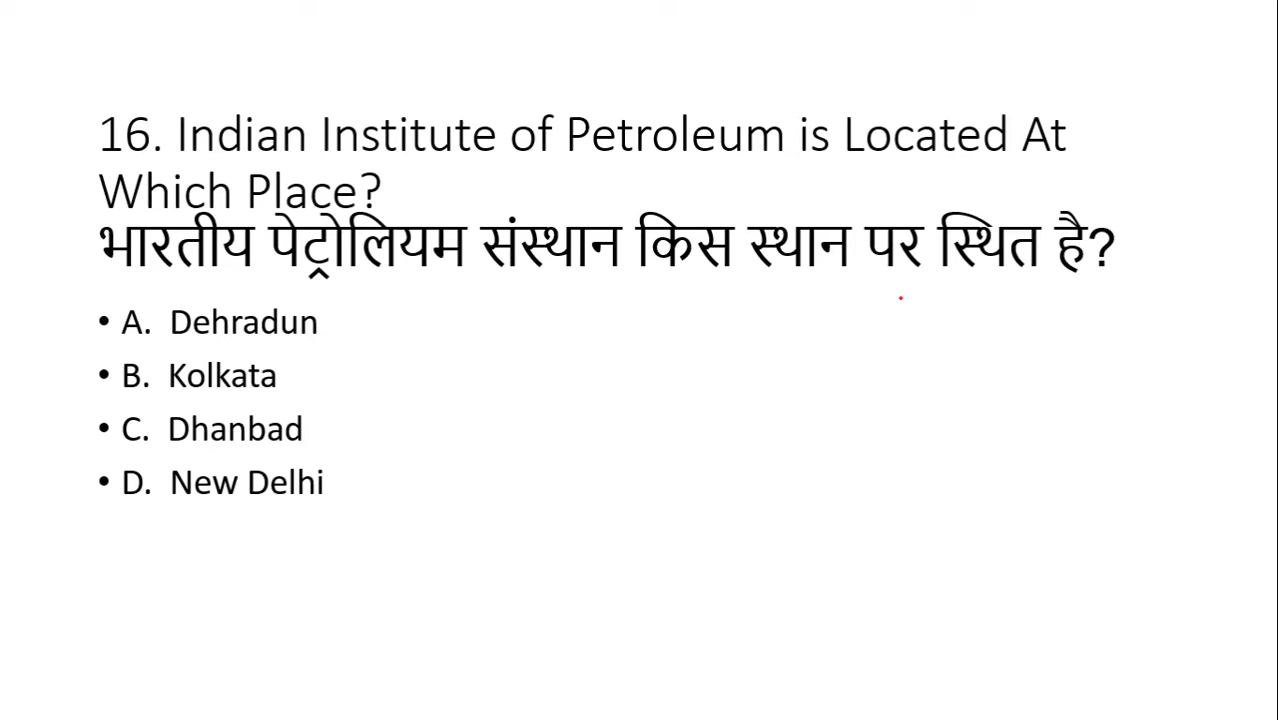 16. Indian Institute of Petroleum is Located At
Which Place?
भारतीय पेट्रोलियम संस्थान किस स्थान पर स्थित है?
• A. Dehradun
• B. Kolkata
• C. Dhanbad
• D. New Delhi